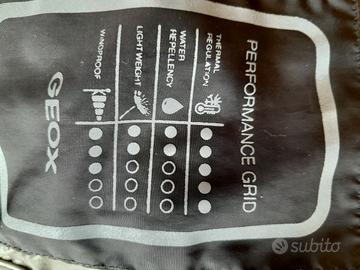 PERFORMANCE GRID
THERMAL
REGULATION
WATER
REPELLENCY
LIGHTWEIGHT
WINDPROOF
GEOX
subito